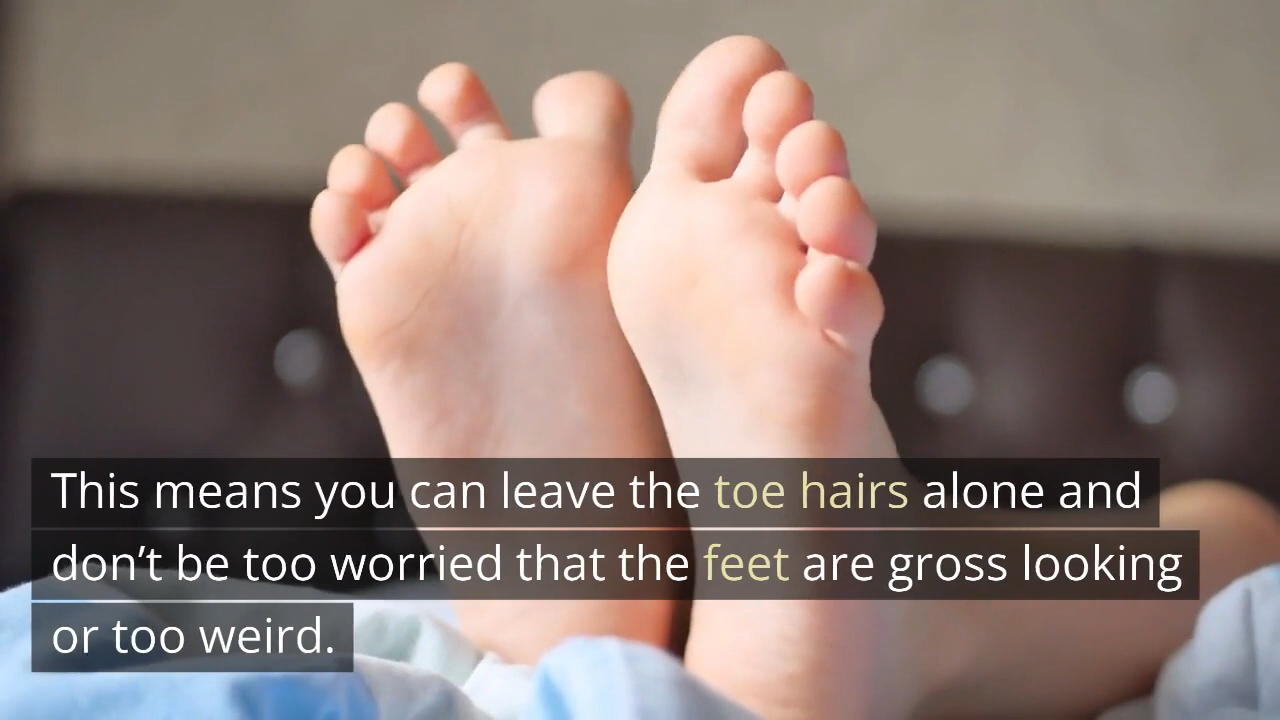 This means you can leave the toe hairs alone and
don’t be too worried that the feet are gross looking
or too weird.